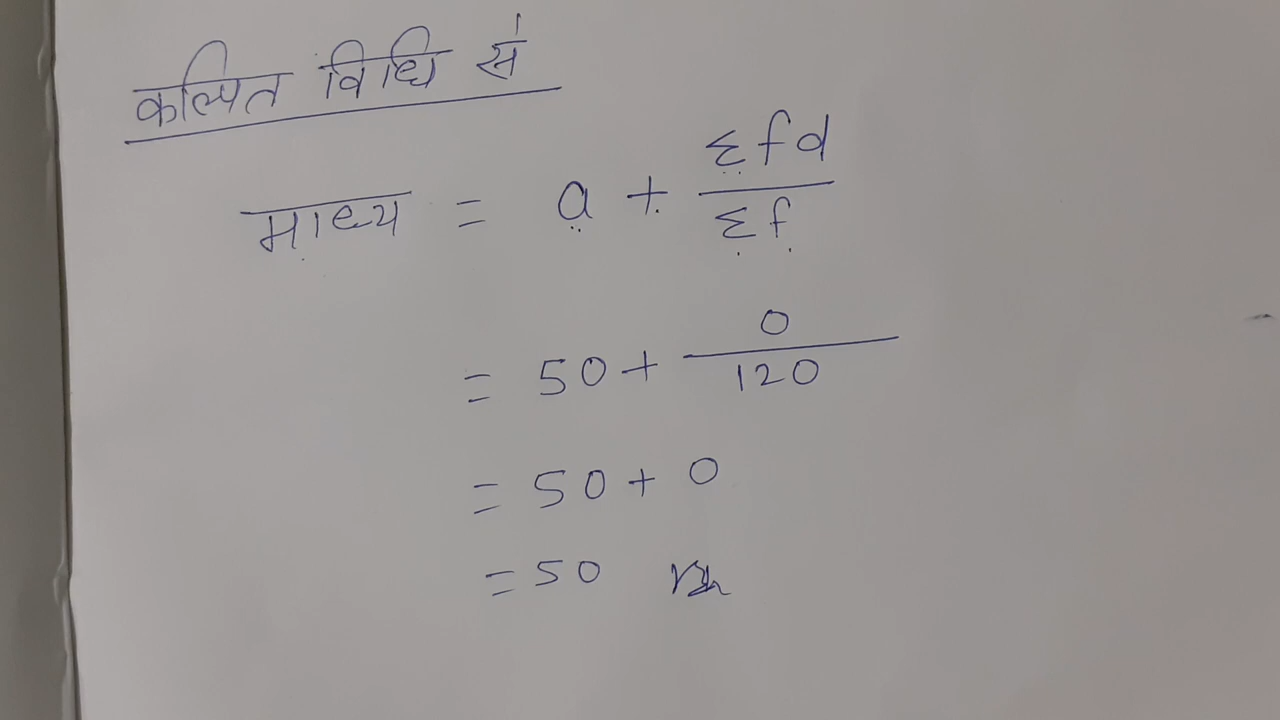 कल्पित विधि से
माध्य = a + Σfd / Σf
= 50 + 0 / 120
= 50 + 0
= 50